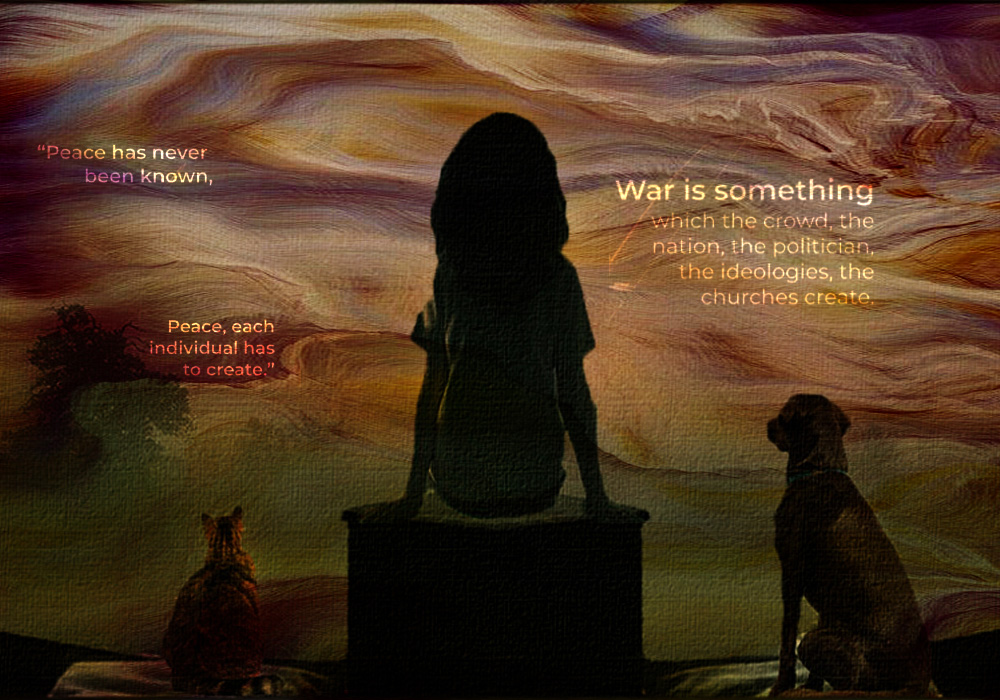 “Peace has never
been known,
War is something
which the crowd, the
nation, the politician,
the ideologies, the
churches create.
Peace, each
individual has
to create.”